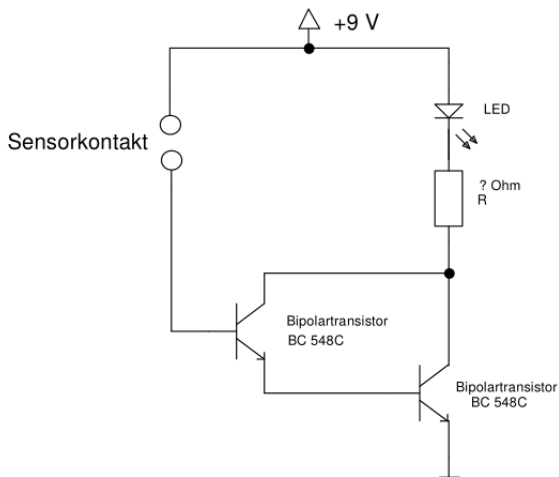 +9 V
LED
Sensorkontakt
? Ohm
R
Bipolartransistor
BC 548C
Bipolartransistor
BC 548C